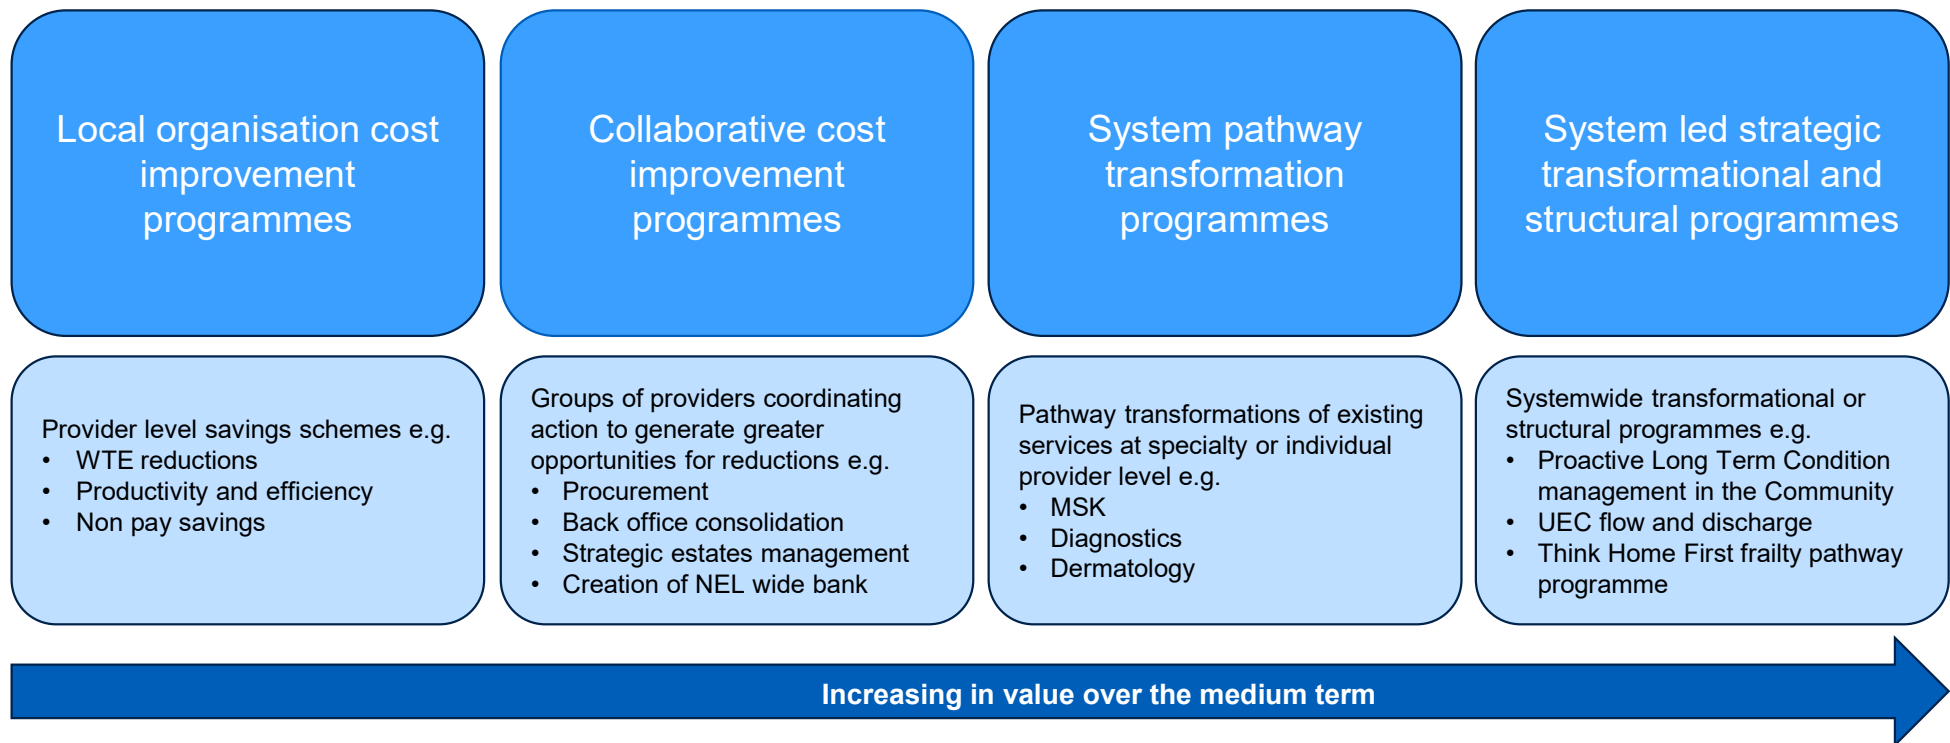 Local organisation cost
improvement
programmes
Collaborative cost
improvement
programmes
System pathway
transformation
programmes
System led strategic
transformational and
structural programmes
Provider level savings schemes e.g.
• WTE reductions
• Productivity and efficiency
• Non pay savings
Groups of providers coordinating
action to generate greater
opportunities for reductions e.g.
• Procurement
• Back office consolidation
• Strategic estates management
• Creation of NEL wide bank
Pathway transformations of existing
services at specialty or individual
provider level e.g.
• MSK
• Diagnostics
• Dermatology
Systemwide transformational or
structural programmes e.g.
• Proactive Long Term Condition
management in the Community
• UEC flow and discharge
• Think Home First frailty pathway
programme
Increasing in value over the medium term